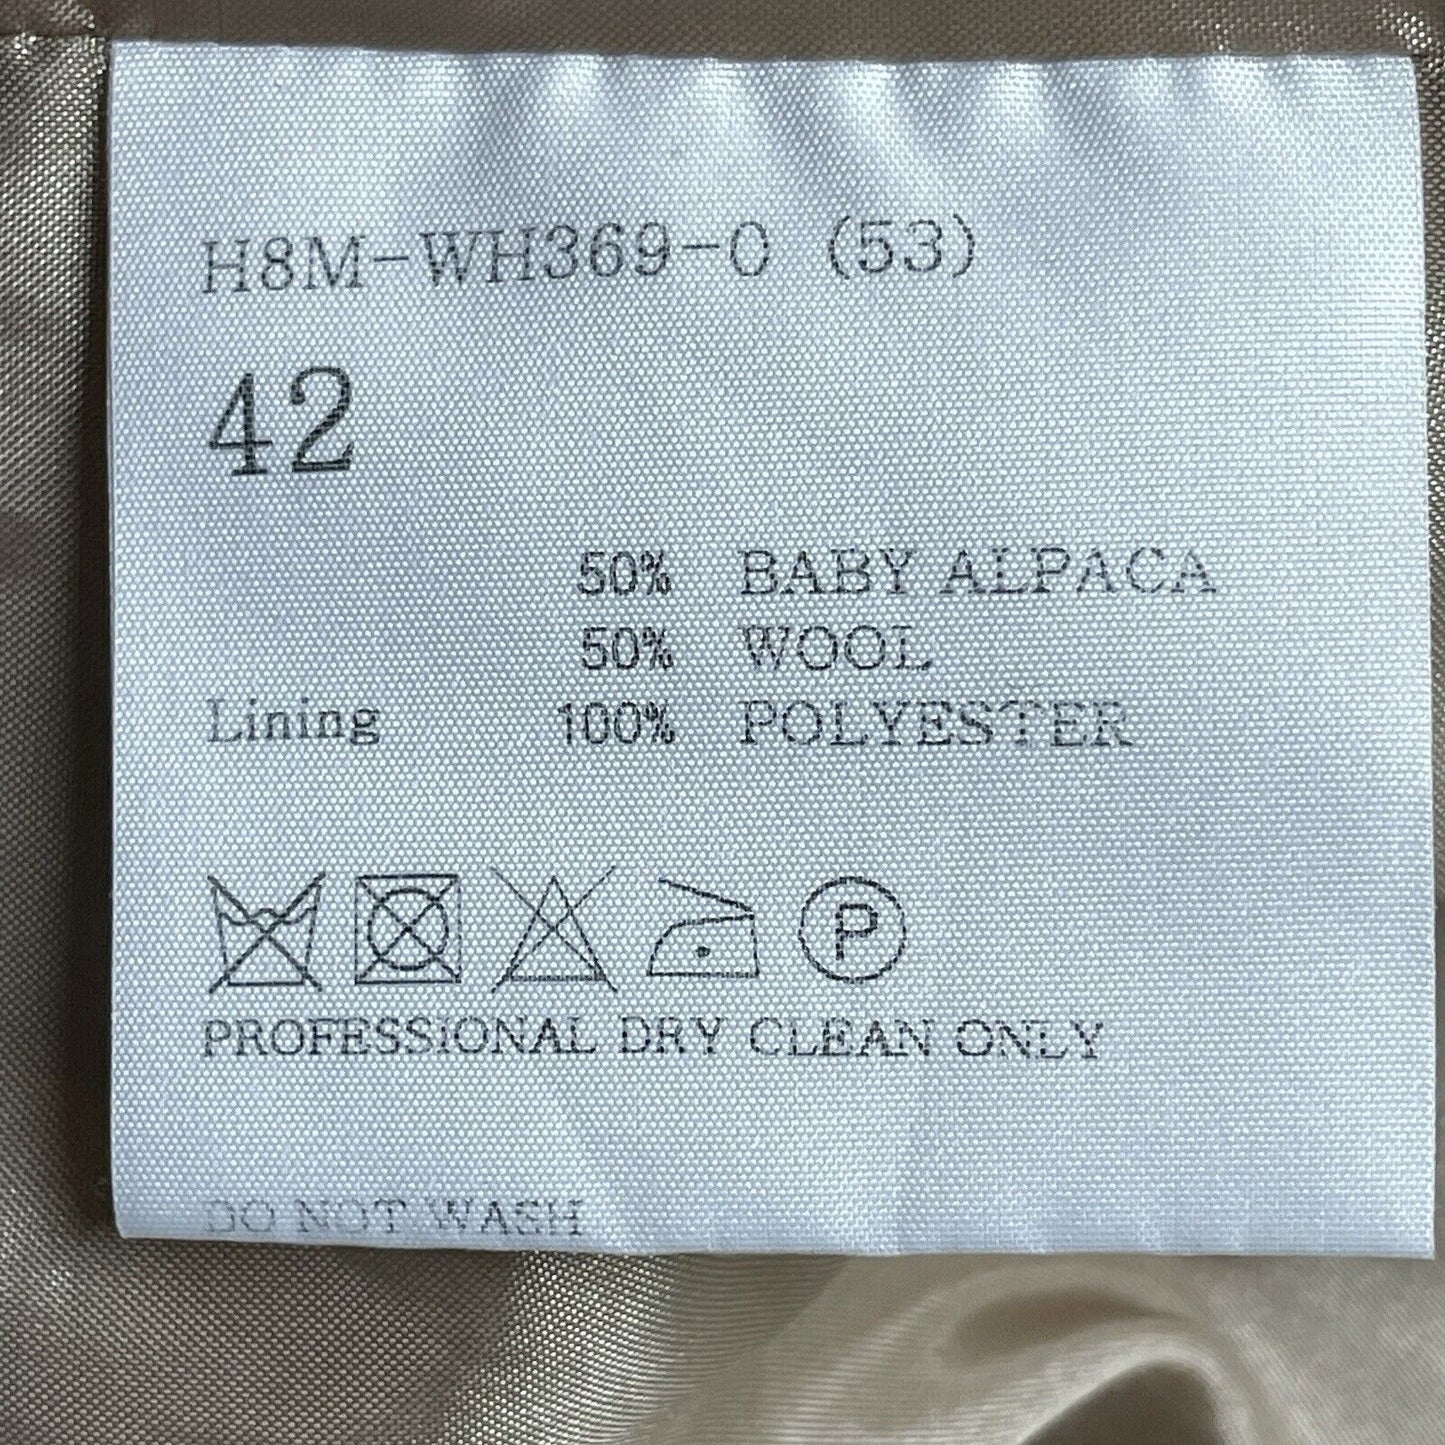 H8M-WH369-0 (53)
42
50% BABY ALPACA
50% WOOL
Lining 100% POLYESTER
P
PROFESSIONAL DRY CLEAN ONLY
DO NOT WASH